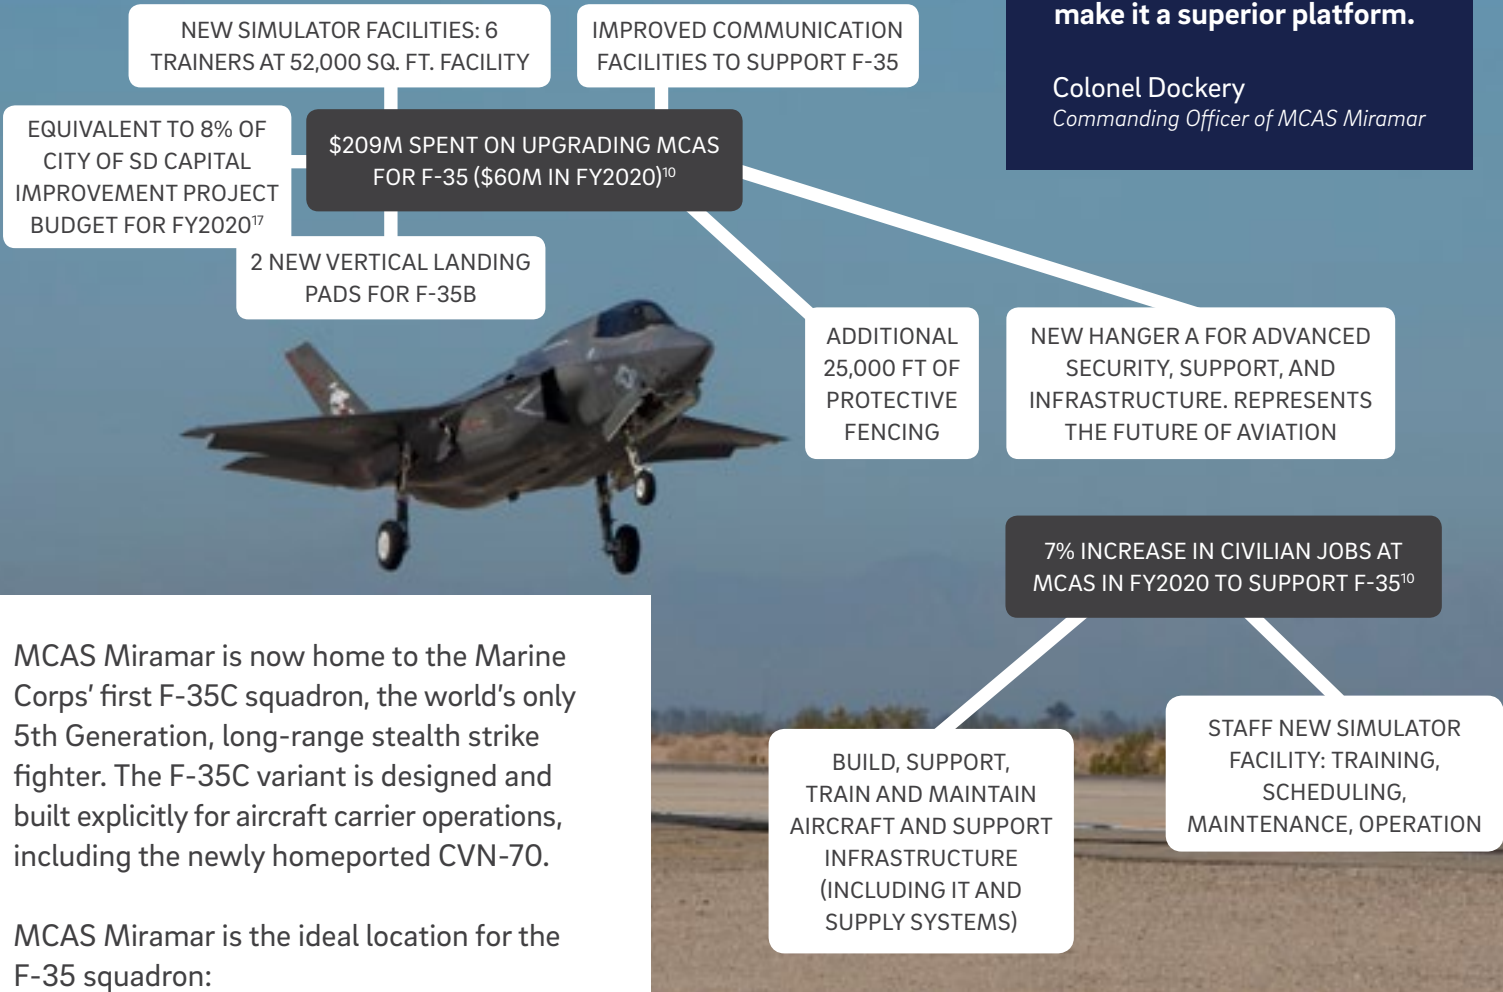 make it a superior platform.
Colonel Dockery
Commanding Officer of MCAS Miramar
NEW SIMULATOR FACILITIES: 6
TRAINERS AT 52,000 SQ. FT. FACILITY
IMPROVED COMMUNICATION
FACILITIES TO SUPPORT F-35
EQUIVALENT TO 8% OF
CITY OF SD CAPITAL
IMPROVEMENT PROJECT
BUDGET FOR FY2020¹⁷
$209M SPENT ON UPGRADING MCAS
FOR F-35 ($60M IN FY2020)¹⁰
2 NEW VERTICAL LANDING
PADS FOR F-35B
ADDITIONAL
25,000 FT OF
PROTECTIVE
FENCING
NEW HANGER A FOR ADVANCED
SECURITY, SUPPORT, AND
INFRASTRUCTURE. REPRESENTS
THE FUTURE OF AVIATION
7% INCREASE IN CIVILIAN JOBS AT
MCAS IN FY2020 TO SUPPORT F-35¹⁰
BUILD, SUPPORT,
TRAIN AND MAINTAIN
AIRCRAFT AND SUPPORT
INFRASTRUCTURE
(INCLUDING IT AND
SUPPLY SYSTEMS)
STAFF NEW SIMULATOR
FACILITY: TRAINING,
SCHEDULING,
MAINTENANCE, OPERATION
MCAS Miramar is now home to the Marine
Corps’ first F-35C squadron, the world’s only
5th Generation, long-range stealth strike
fighter. The F-35C variant is designed and
built explicitly for aircraft carrier operations,
including the newly homeported CVN-70.
MCAS Miramar is the ideal location for the
F-35 squadron: